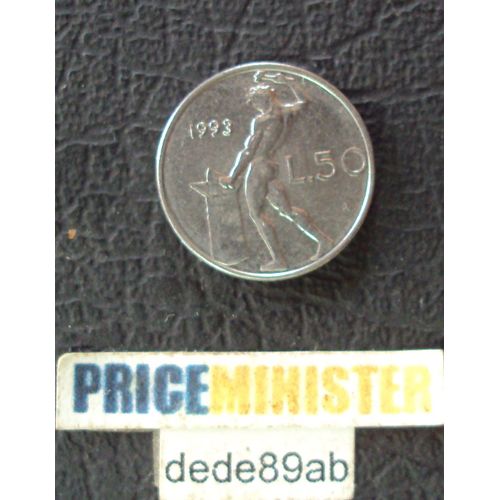 1993
L.50
R
PRICEMINISTER
dede89ab